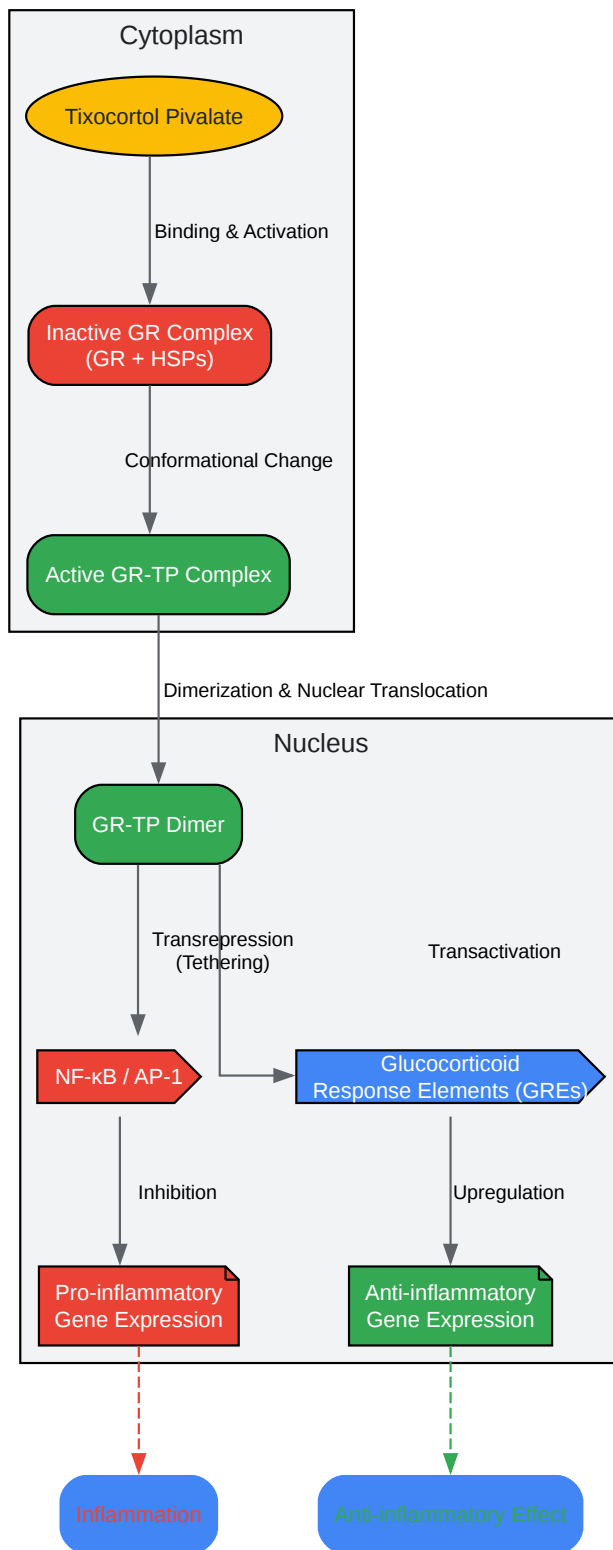 Cytoplasm
Tixocortol Pivalate
Binding & Activation
Inactive GR Complex
(GR + HSPs)
Conformational Change
Active GR-TP Complex
Dimerization & Nuclear Translocation
Nucleus
GR-TP Dimer
Transrepression
(Tethering)
Transactivation
NF-κB / AP-1
Glucocorticoid
Response Elements (GREs)
Inhibition
Upregulation
Pro-inflammatory
Gene Expression
Anti-inflammatory
Gene Expression
Inflammation
Anti-inflammatory Effect